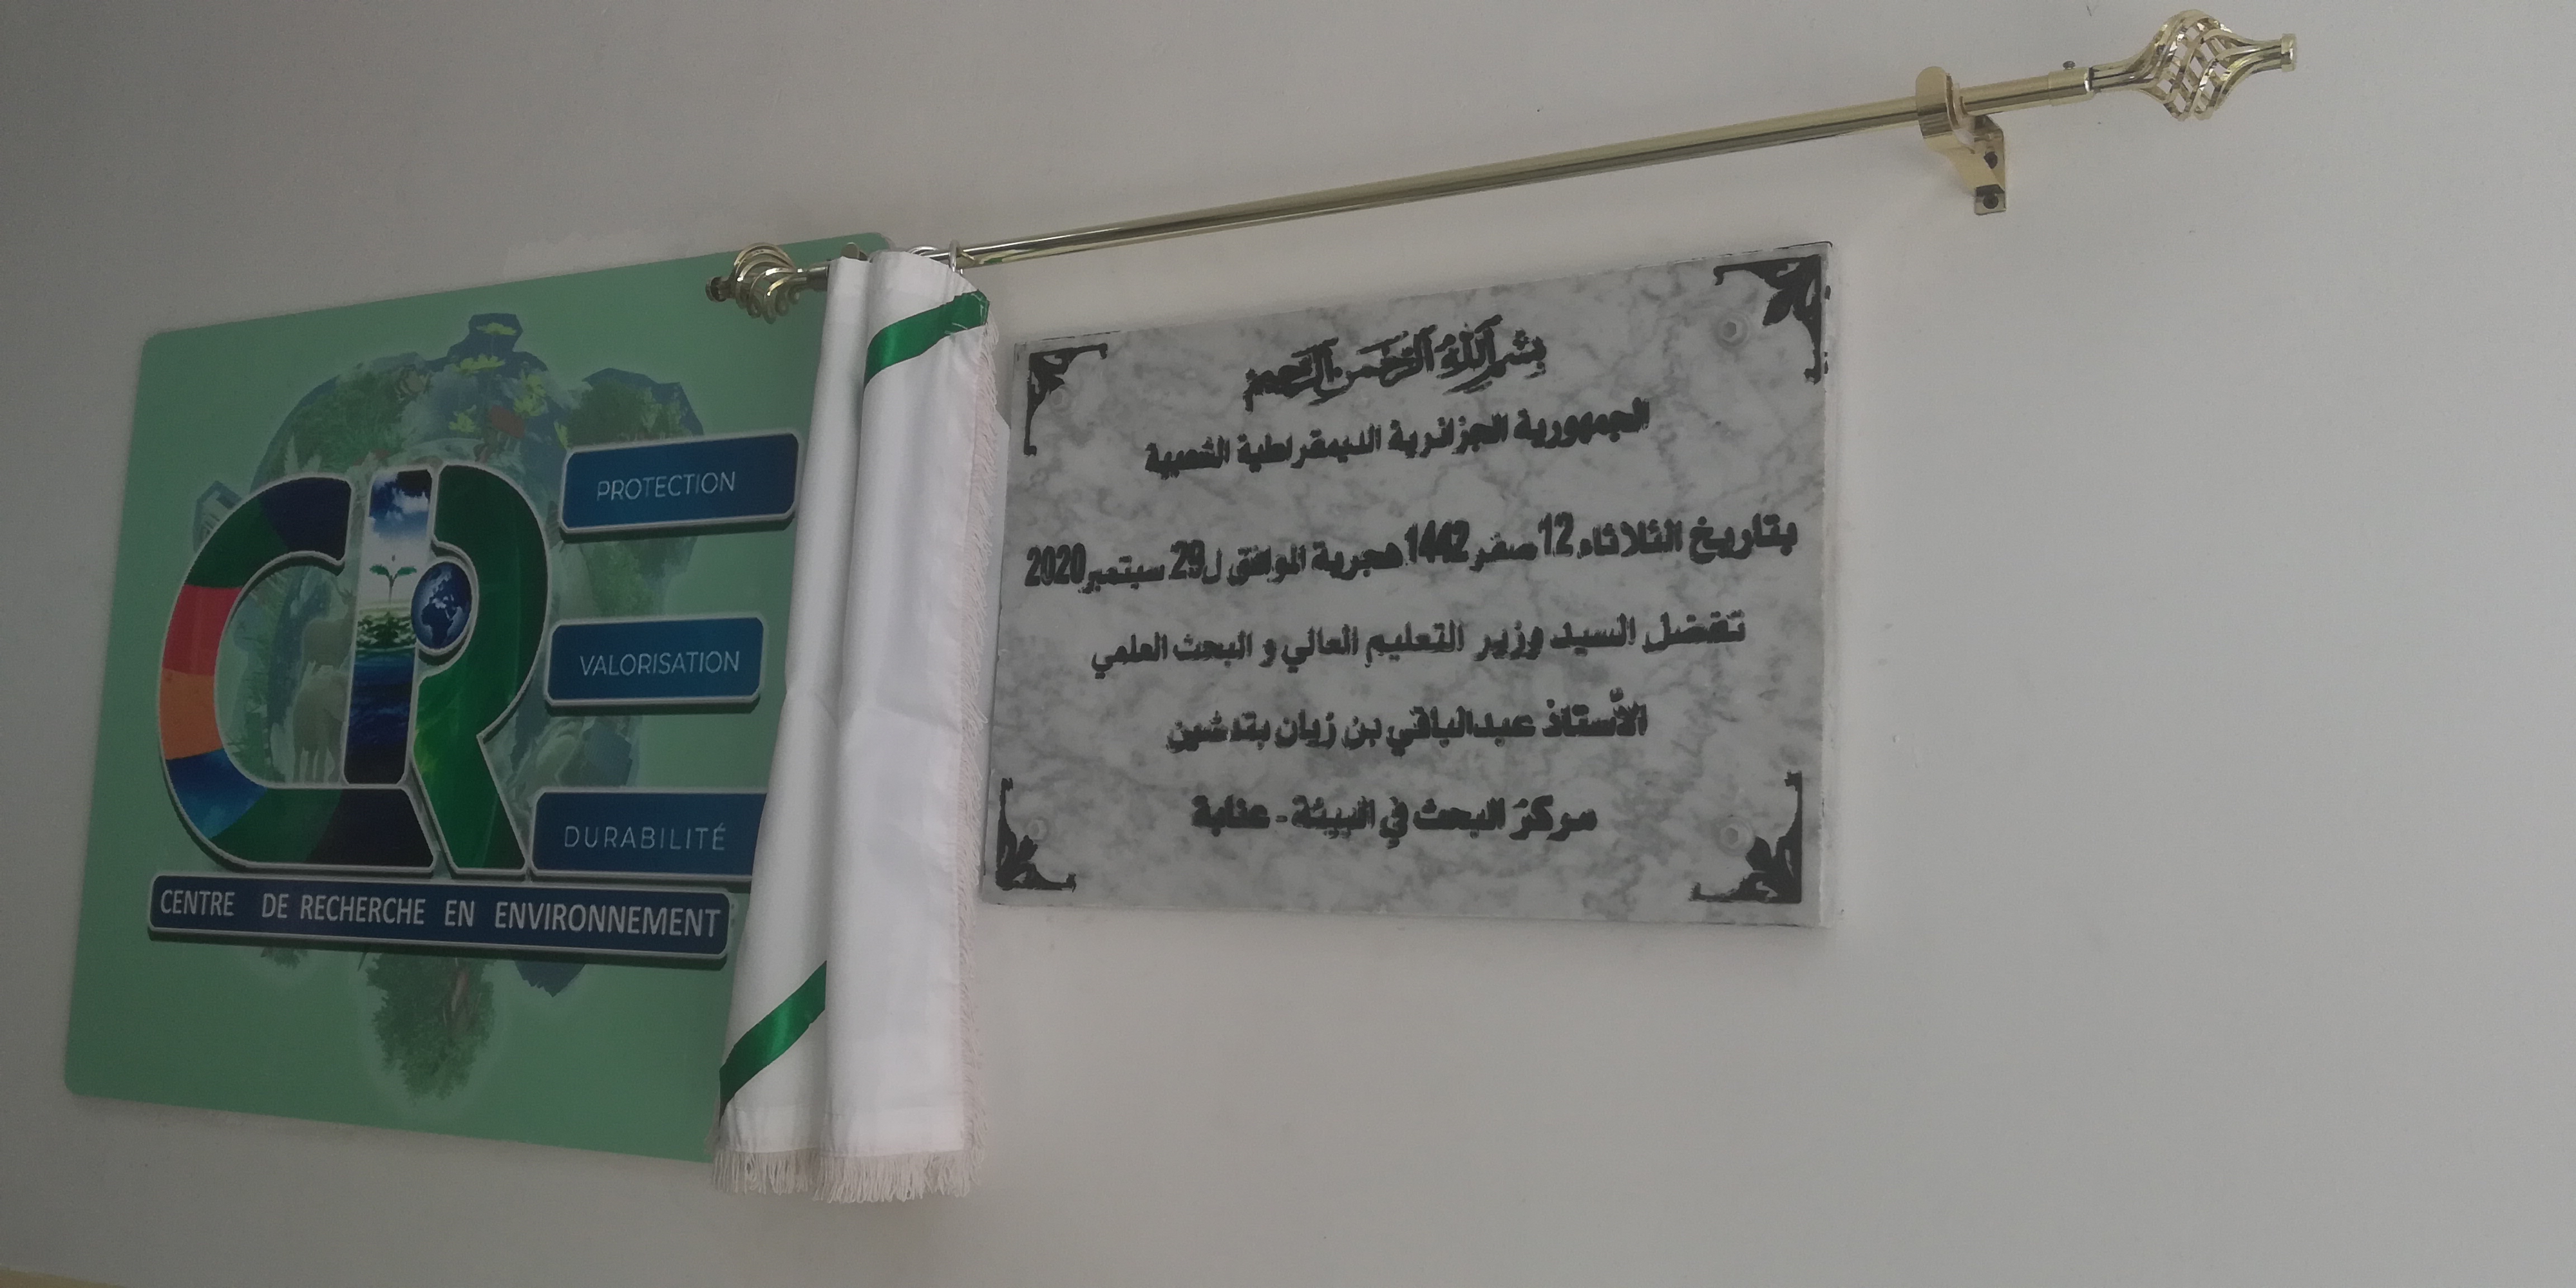 CRE
PROTECTION
VALORISATION
DURABILITÉ
CENTRE DE RECHERCHE EN ENVIRONNEMENT
بسم الله الرحمن الرحيم
الجمهورية الجزائرية الديمقراطية الشعبية
بتاريخ الثلاثاء 12 صفر 1442 هجرية الموافق ل 29 سبتمبر 2020
تفضل السيد وزير التعليم العالي و البحث العلمي
الأستاذ عبدالباقي بن زيان بتدشين
مركز البحث في البيئة - عنابة